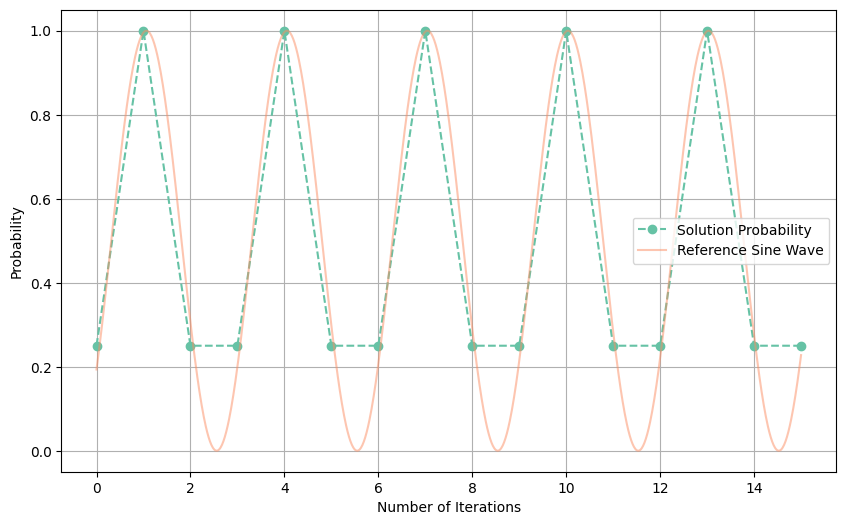 1.0
0.8
0.6
0.4
0.2
0.0
Probability
Solution Probability
Reference Sine Wave
0 2 4 6 8 10 12 14
Number of Iterations